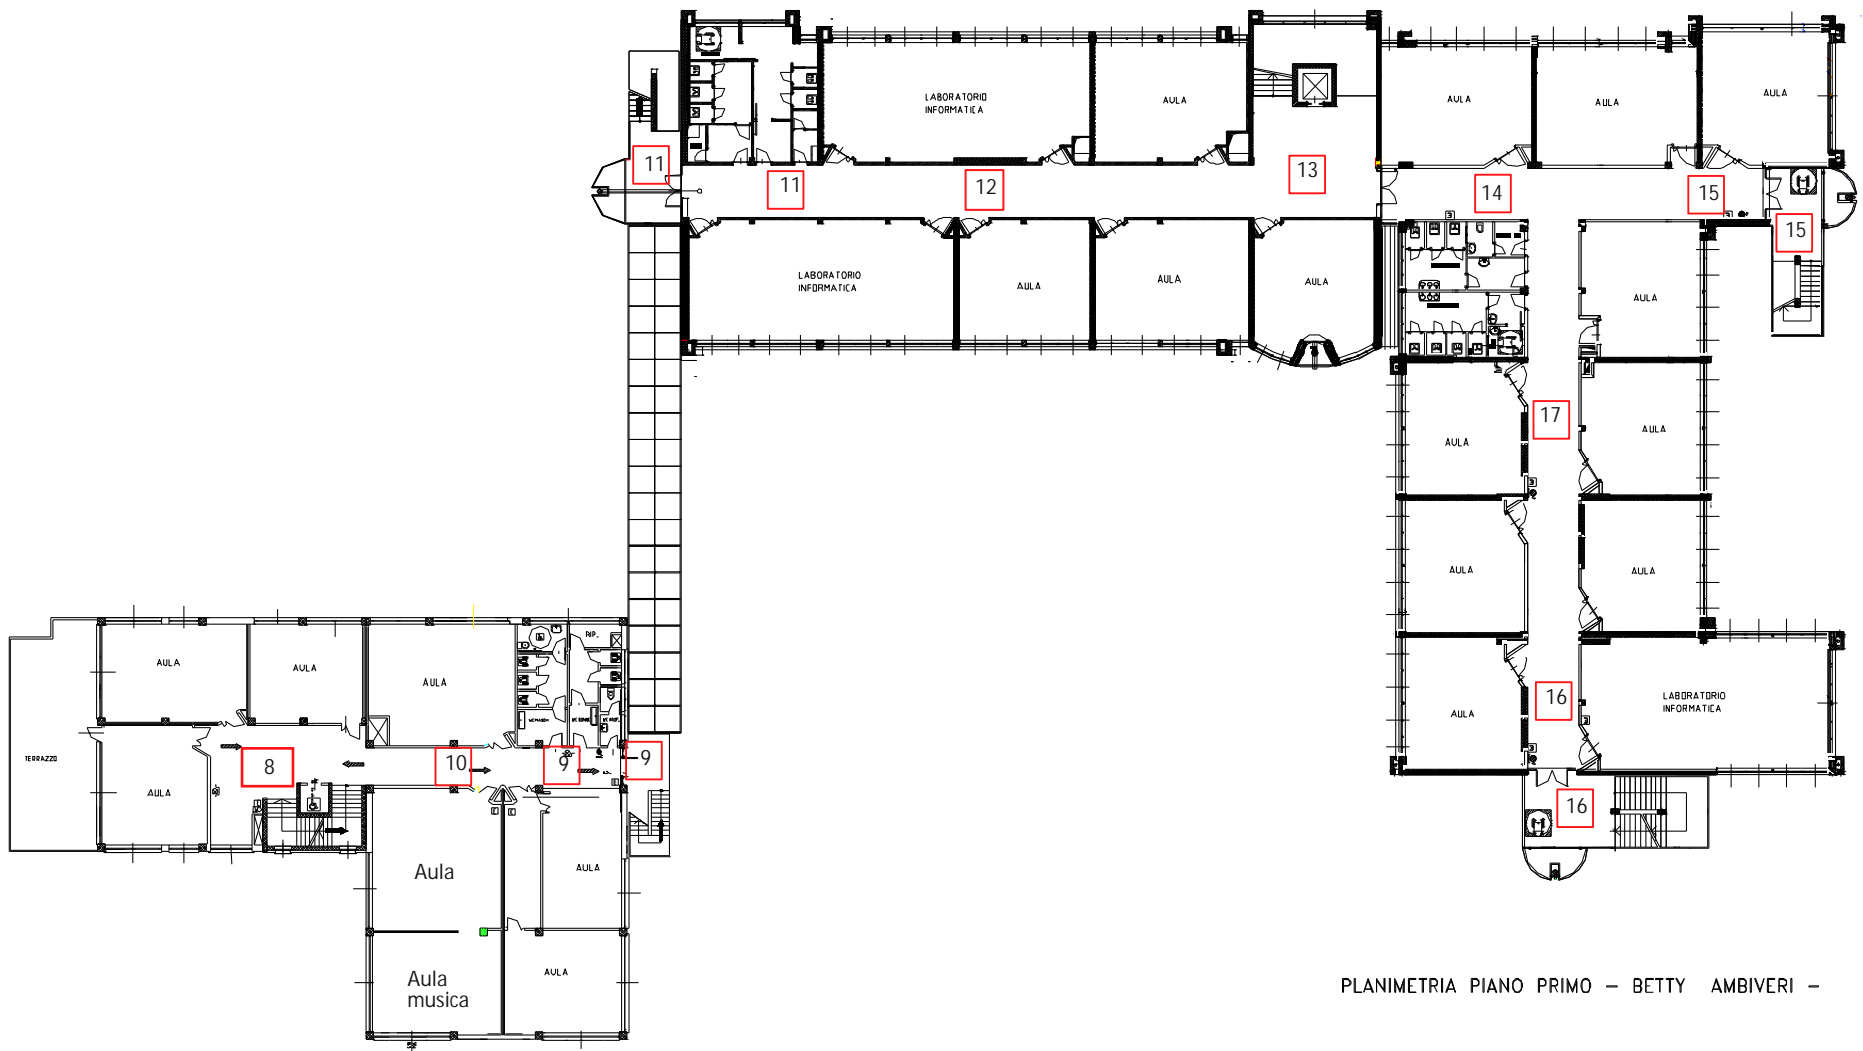 LABORATORIO
INFORMATICA
AULA
AULA
AULA
AULA
11
11
12
13
14
15
15
LABORATORIO
INFORMATICA
AULA
AULA
AULA
AULA
17
AULA
AULA
AULA
AULA
RIP.
AULA
AULA
AULA
16
LABORATORIO
INFORMATICA
AULA
TERRAZZO
8
10
9
9
AULA
16
Aula
AULA
Aula
musica
AULA
PLANIMETRIA PIANO PRIMO - BETTY AMBIVERI -